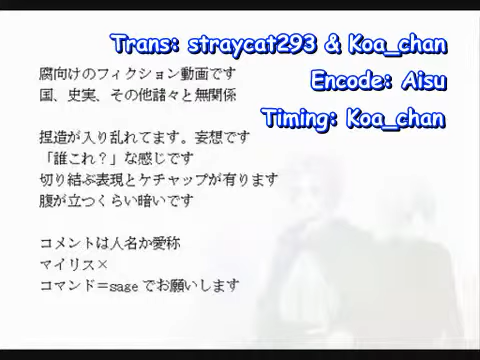 Trans: straycat293 & Koa_chan
腐向けのフィクション動画です
Encode: Aisu
国、史実、その他諸々と無関係
Timing: Koa_chan
捏造が入り乱れてます。妄想です
「誰これ？」な感じです
切り結ぶ表現とケチャップが有ります
腹が立つくらい暗いです
コメントは人名か愛称
マイリス×
コマンド＝sageでお願いします